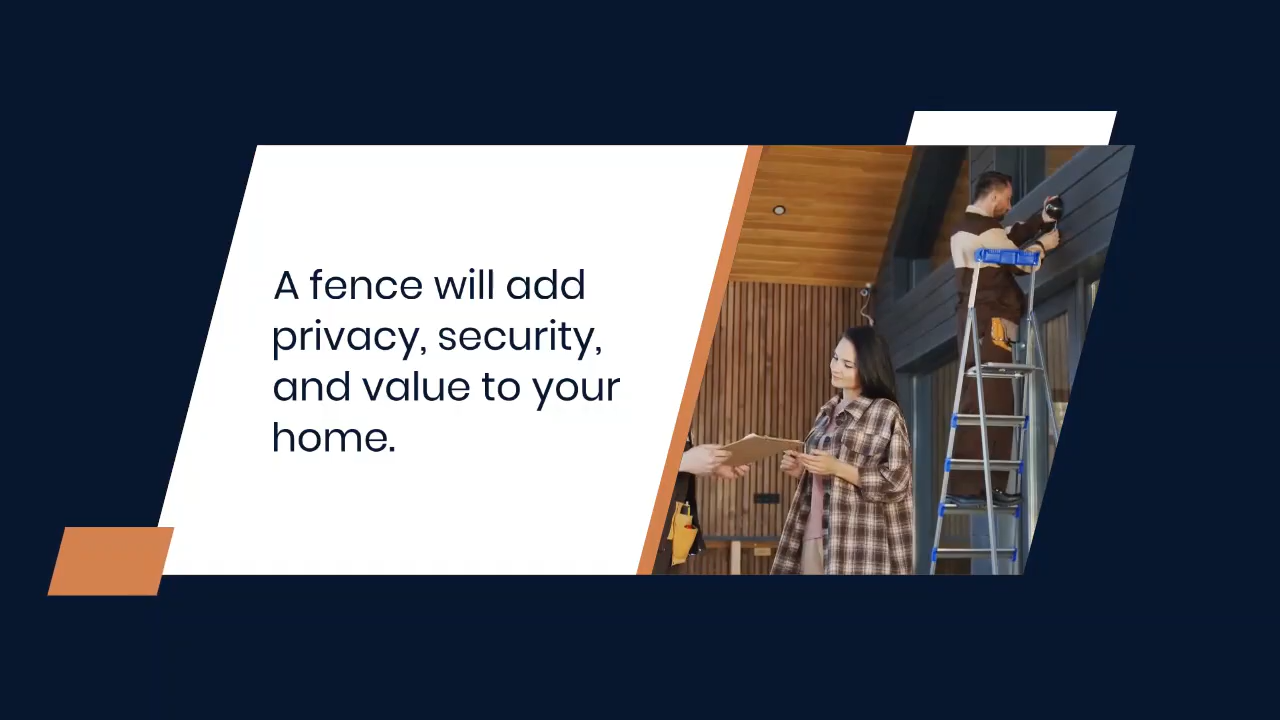 A fence will add
privacy, security,
and value to your
home.